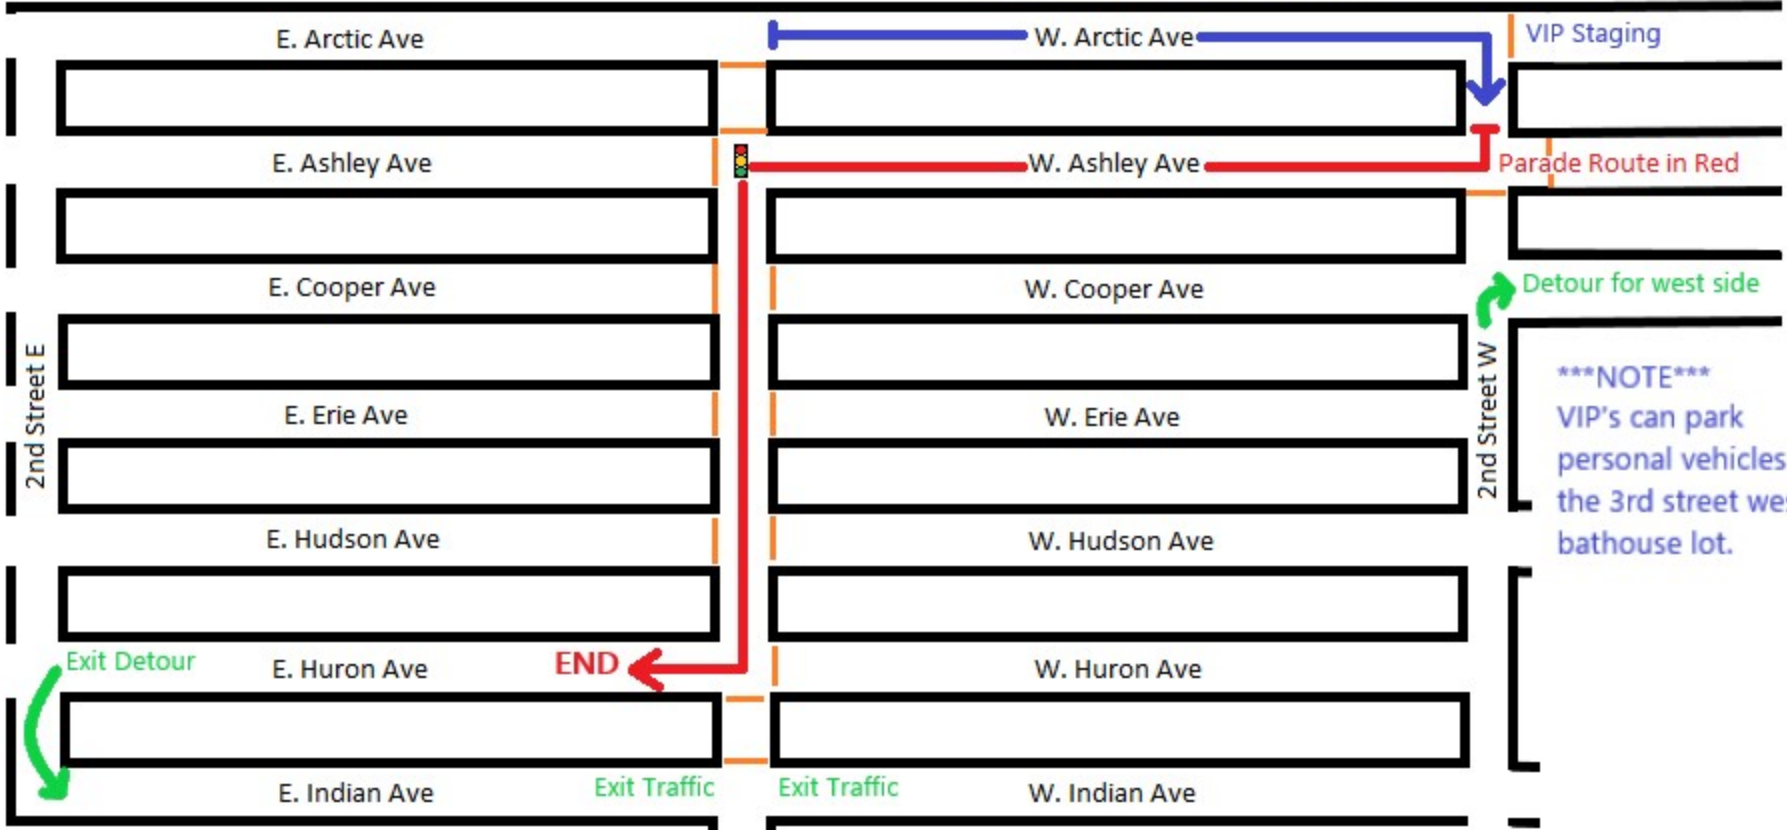 E. Arctic Ave
W. Arctic Ave
VIP Staging
E. Ashley Ave
W. Ashley Ave
Parade Route in Red
E. Cooper Ave
W. Cooper Ave
Detour for west side
2nd Street E
E. Erie Ave
W. Erie Ave
2nd Street W
***NOTE***
VIP's can park
personal vehicles
the 3rd street
bathouse lot.
E. Hudson Ave
W. Hudson Ave
Exit Detour
E. Huron Ave
END
W. Huron Ave
E. Indian Ave
Exit Traffic
Exit Traffic
W. Indian Ave